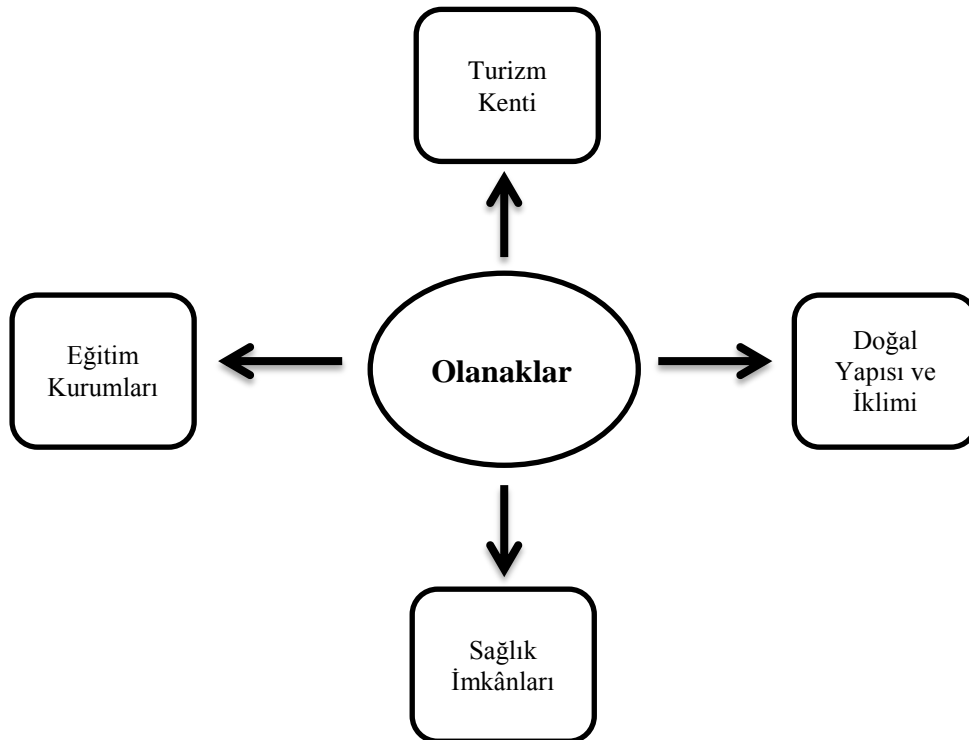 Turizm
Kenti
Eğitim
Kurumları
Olanaklar
Doğal
Yapısı ve
İklimi
Sağlık
İmkânları